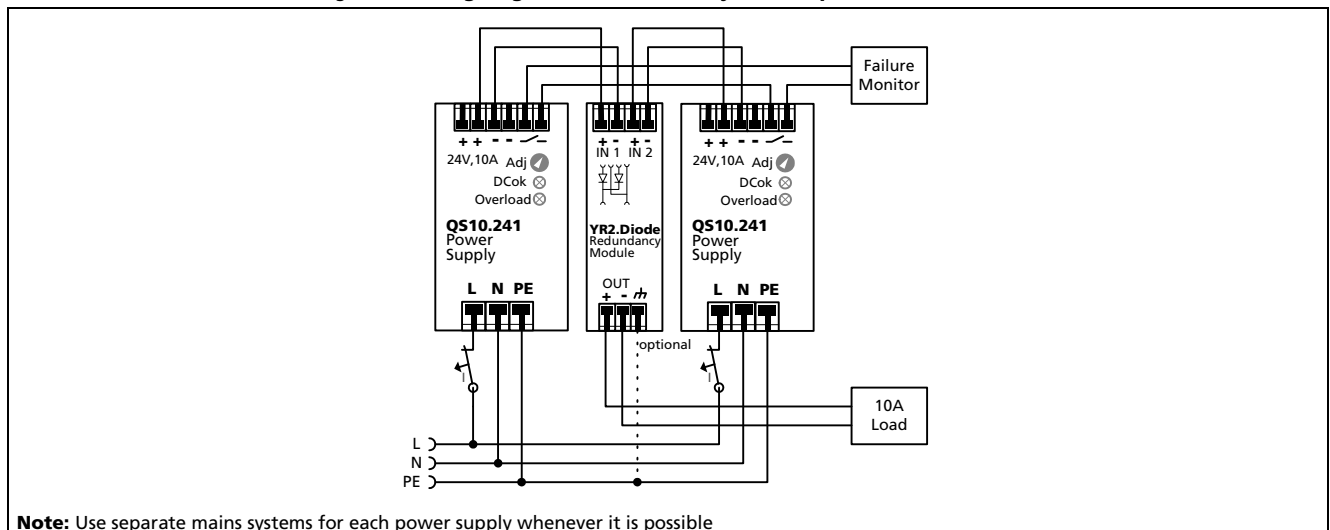 Failure
Monitor
+ + - -
24V,10A Adj
DCok
Overload
QS10.241
Power
Supply
L N PE
+ - + -
IN 1 IN 2
YR2.Diode
Redundancy
Module
OUT
+ -
optional
+ + - -
24V,10A Adj
DCok
Overload
QS10.241
Power
Supply
L N PE
I
I
10A
Load
L
N
PE
Note: Use separate mains systems for each power supply whenever it is possible